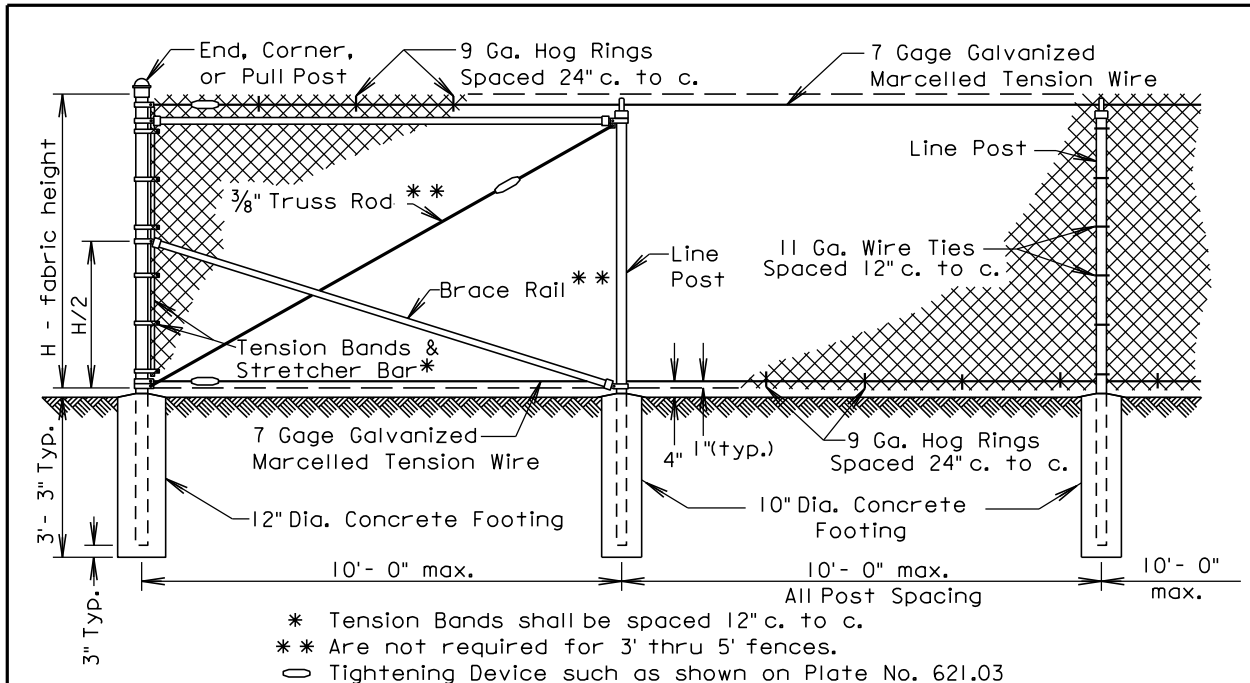 End, Corner,
or Pull Post
9 Ga. Hog Rings
Spaced 24" c. to c.
7 Gage Galvanized
Marcelled Tension Wire
Line Post
H - fabric height
3/8" Truss Rod **
11 Ga. Wire Ties
Spaced 12" c. to c.
Line
Post
H/2
Brace Rail **
Tension Bands &
Stretcher Bar*
7 Gage Galvanized
Marcelled Tension Wire
4"
1"(typ.)
9 Ga. Hog Rings
Spaced 24" c. to c.
3'- 3" Typ.
12" Dia. Concrete Footing
10" Dia. Concrete
Footing
3" Typ.
10'- 0" max.
10'- 0" max.
All Post Spacing
10'- 0"
max.
* Tension Bands shall be spaced 12" c. to c.
** Are not required for 3' thru 5' fences.
Tightening Device such as shown on Plate No. 621.03